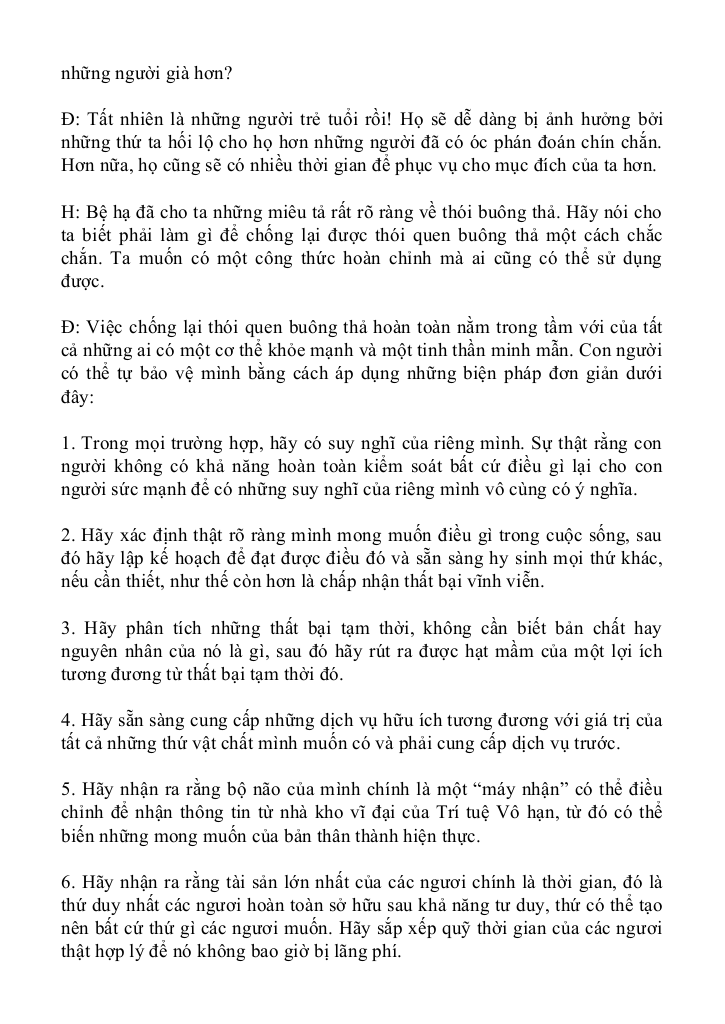 những người già hơn?
Đ: Tất nhiên là những người trẻ tuổi rồi! Họ sẽ dễ dàng bị ảnh hưởng bởi
những thứ ta hối lộ cho họ hơn những người đã có óc phán đoán chín chắn.
Hơn nữa, họ cũng sẽ có nhiều thời gian để phục vụ cho mục đích của ta hơn.
H: Bệ hạ đã cho ta những miêu tả rất rõ ràng về thói buông thả. Hãy nói cho
ta biết phải làm gì để chống lại được thói quen buông thả một cách chắc
chắn. Ta muốn có một công thức hoàn chỉnh mà ai cũng có thể sử dụng
được.
Đ: Việc chống lại thói quen buông thả hoàn toàn nằm trong tầm với của tất
cả những ai có một cơ thể khỏe mạnh và một tinh thần minh mẫn. Con người
có thể tự bảo vệ mình bằng cách áp dụng những biện pháp đơn giản dưới
đây:
1. Trong mọi trường hợp, hãy có suy nghĩ của riêng mình. Sự thật rằng con
người không có khả năng hoàn toàn kiểm soát bất cứ điều gì lại cho con
người sức mạnh để có những suy nghĩ của riêng mình vô cùng có ý nghĩa.
2. Hãy xác định thật rõ ràng mình mong muốn điều gì trong cuộc sống, sau
đó hãy lập kế hoạch để đạt được điều đó và sẵn sàng hy sinh mọi thứ khác,
nếu cần thiết, như thế còn hơn là chấp nhận thất bại vĩnh viễn.
3. Hãy phân tích những thất bại tạm thời, không cần biết bản chất hay
nguyên nhân của nó là gì, sau đó hãy rút ra được hạt mầm của một lợi ích
tương đương từ thất bại tạm thời đó.
4. Hãy sẵn sàng cung cấp những dịch vụ hữu ích tương đương với giá trị của
tất cả những thứ vật chất mình muốn có và phải cung cấp dịch vụ trước.
5. Hãy nhận ra rằng bộ não của mình chính là một “máy nhận” có thể điều
chỉnh để nhận thông tin từ nhà kho vĩ đại của Trí tuệ Vô hạn, từ đó có thể
biến những mong muốn của bản thân thành hiện thực.
6. Hãy nhận ra rằng tài sản lớn nhất của các ngươi chính là thời gian, đó là
thứ duy nhất các ngươi hoàn toàn sở hữu sau khả năng tư duy, thứ có thể tạo
nên bất cứ thứ gì các ngươi muốn. Hãy sắp xếp quỹ thời gian của các ngươi
thật hợp lý để nó không bao giờ bị lãng phí.